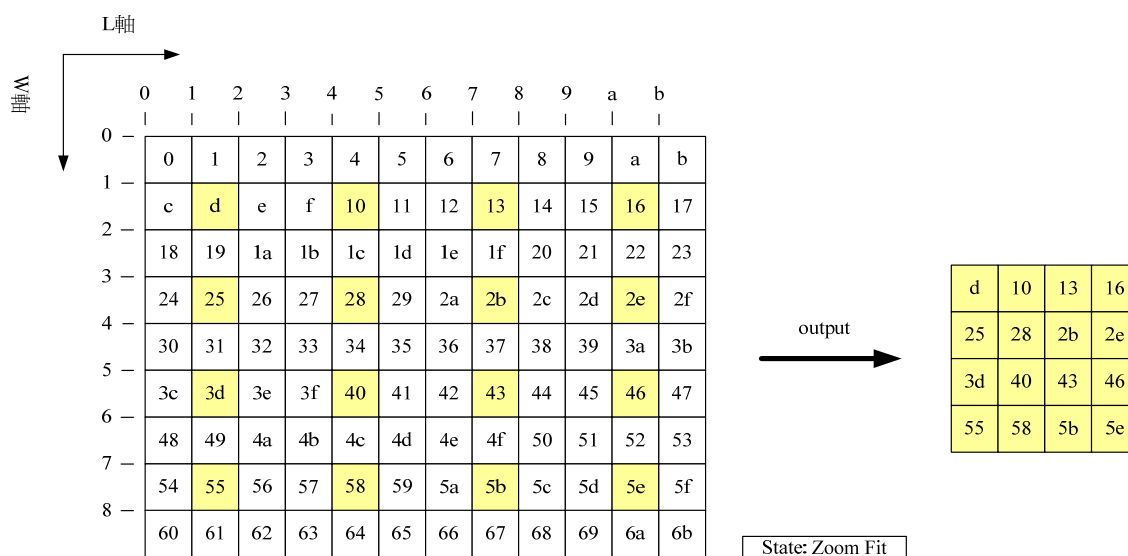 L軸
W軸
0 1 2 3 4 5 6 7 8 9 a b
0
0 1 2 3 4 5 6 7 8 9 a b
1
c d e f 10 11 12 13 14 15 16 17
2
18 19 1a 1b 1c 1d 1e 1f 20 21 22 23
3
24 25 26 27 28 29 2a 2b 2c 2d 2e 2f
4
30 31 32 33 34 35 36 37 38 39 3a 3b
5
3c 3d 3e 3f 40 41 42 43 44 45 46 47
6
48 49 4a 4b 4c 4d 4e 4f 50 51 52 53
7
54 55 56 57 58 59 5a 5b 5c 5d 5e 5f
8
60 61 62 63 64 65 66 67 68 69 6a 6b
output
d 10 13 16
25 28 2b 2e
3d 40 43 46
55 58 5b 5e
State: Zoom Fit